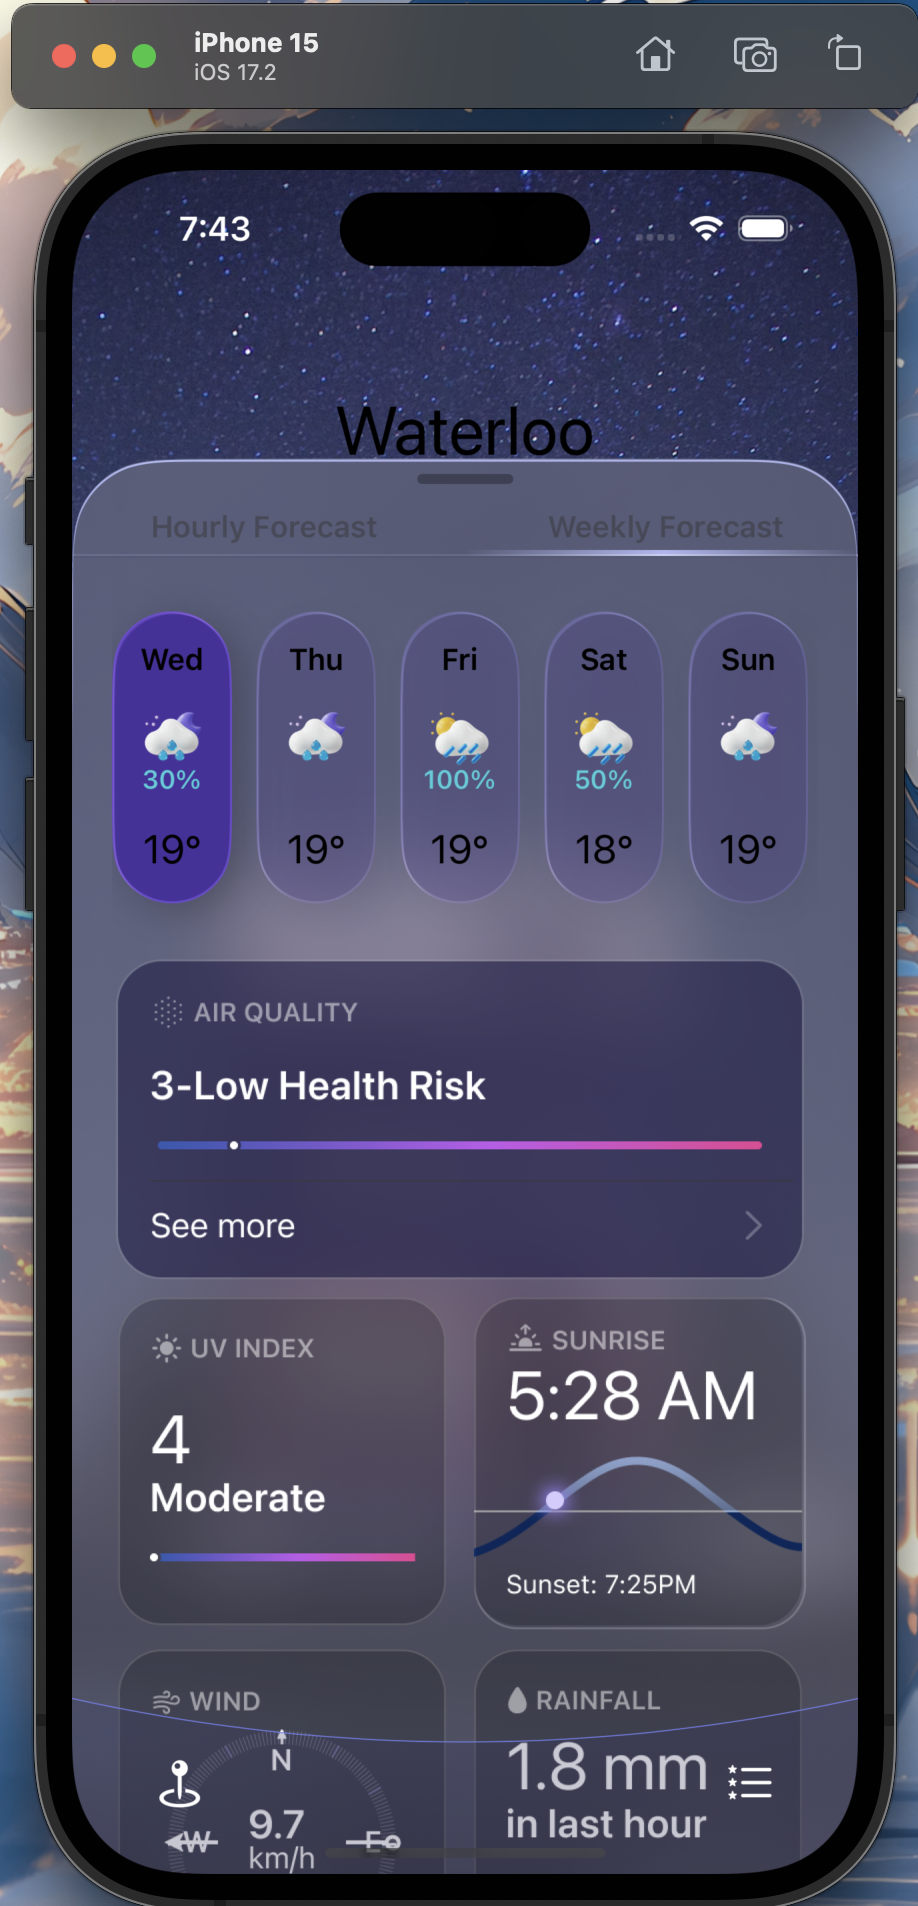 iPhone 15
iOS 17.2
7:43
Waterloo
Hourly Forecast Weekly Forecast
Wed Thu Fri Sat Sun
30% 100% 50%
19° 19° 19° 18° 19°
AIR QUALITY
3-Low Health Risk
See more
UV INDEX
4
Moderate
SUNRISE
5:28 AM
Sunset: 7:25PM
WIND
N
W E
9.7
km/h
RAINFALL
1.8 mm
in last hour